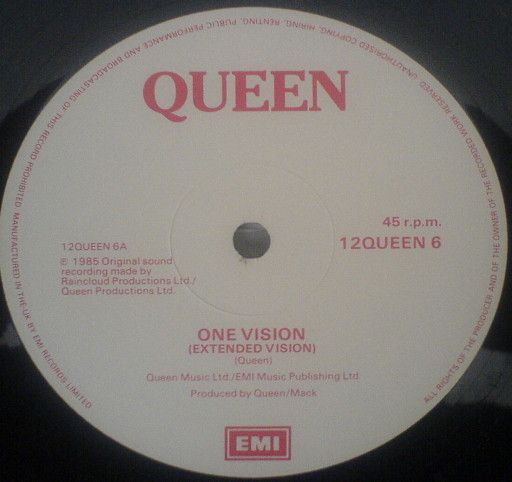 QUEEN
45 r.p.m.
12QUEEN 6
12QUEEN 6A
℗ 1985 Original sound
recording made by
Raincloud Productions Ltd./
Queen Productions Ltd.
ONE VISION
(EXTENDED VISION)
(Queen)
Queen Music Ltd./EMI Music Publishing Ltd
Produced by Queen/Mack
EMI
ALL RIGHTS OF THE PRODUCER AND OF THE OWNER OF THE RECORDED WORK RESERVED. UNAUTHORISED COPYING, HIRING, RENTING, PUBLIC PERFORMANCE AND BROADCASTING OF THIS RECORD PROHIBITED. MANUFACTURED IN THE UK BY EMI RECORDS LIMITED